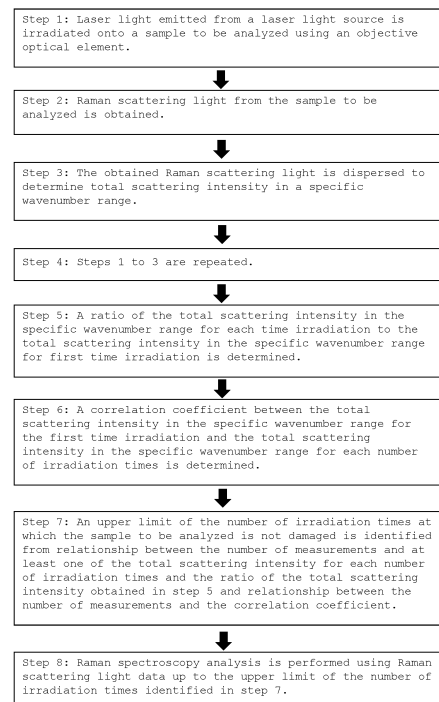 Step 1: Laser light emitted from a laser light source is
irradiated onto a sample to be analyzed using an objective
optical element.
Step 2: Raman scattering light from the sample to be
analyzed is obtained.
Step 3: The obtained Raman scattering light is dispersed to
determine total scattering intensity in a specific
wavenumber range.
Step 4: Steps 1 to 3 are repeated.
Step 5: A ratio of the total scattering intensity in the
specific wavenumber range for each time irradiation to the
total scattering intensity in the specific wavenumber range
for first time irradiation is determined.
Step 6: A correlation coefficient between the total
scattering intensity in the specific wavenumber range for
the first time irradiation and the total scattering
intensity in the specific wavenumber range for each number
of irradiation times is determined.
Step 7: An upper limit of the number of irradiation times at
which the sample to be analyzed is not damaged is identified
from relationship between the number of measurements and at
least one of the total scattering intensity for each number
of irradiation times and the ratio of the total scattering
intensity obtained in step 5 and relationship between the
number of measurements and the correlation coefficient.
Step 8: Raman spectroscopy analysis is performed using Raman
scattering light data up to the upper limit of the number of
irradiation times identified in step 7.